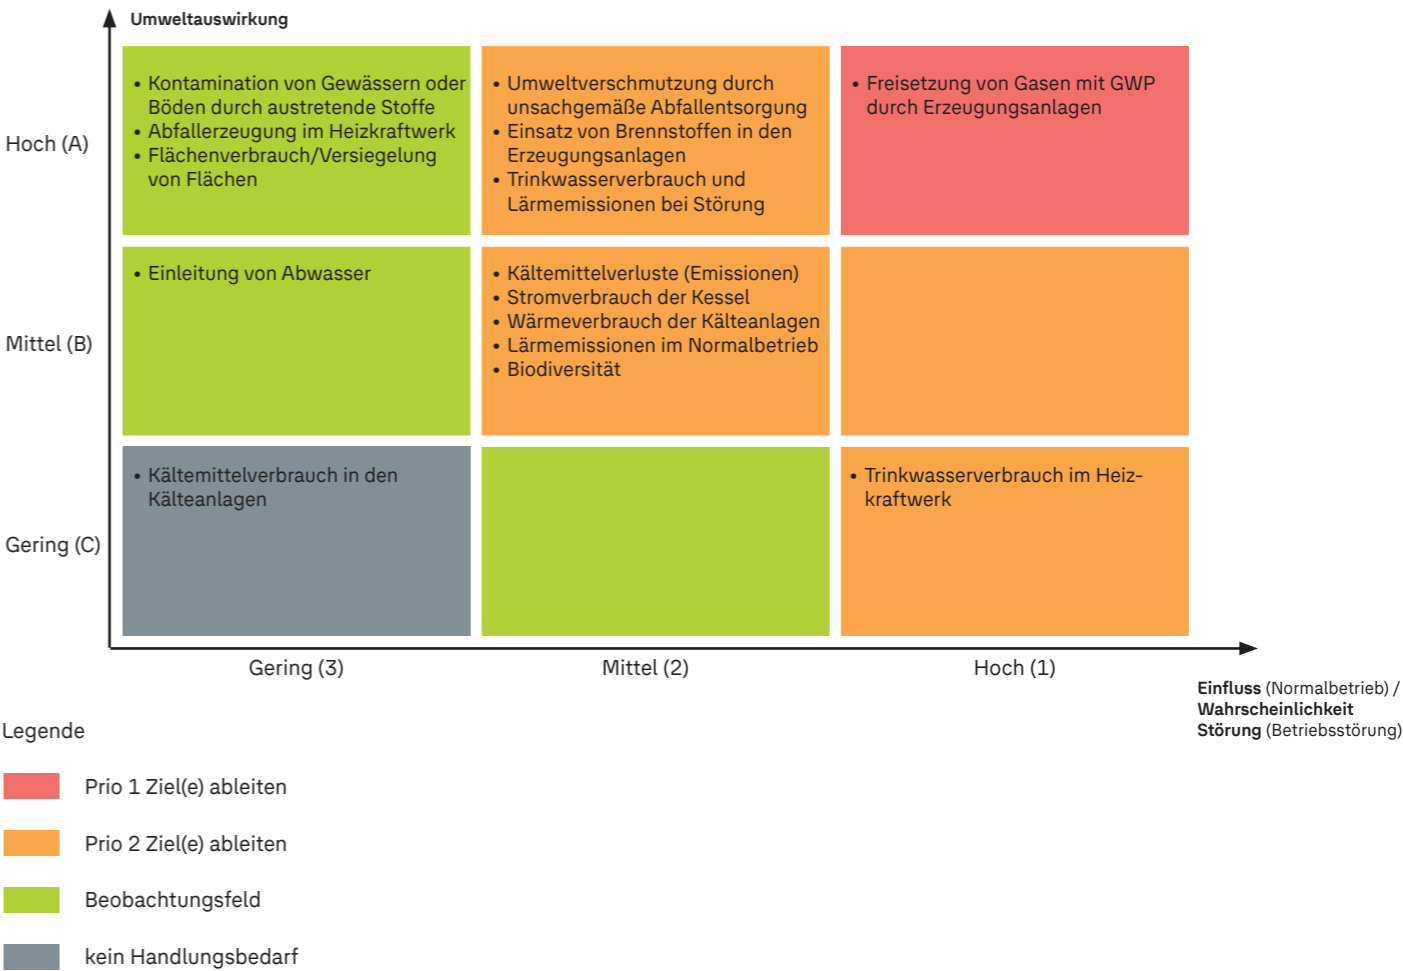 Umweltauswirkung
Hoch (A)
• Kontamination von Gewässern oder
Böden durch austretende Stoffe
• Abfallerzeugung im Heizkraftwerk
• Flächenverbrauch/Versiegelung
von Flächen
• Umweltverschmutzung durch
unsachgemäße Abfallentsorgung
• Einsatz von Brennstoffen in den
Erzeugungsanlagen
• Trinkwasserverbrauch und
Lärmemissionen bei Störung
• Freisetzung von Gasen mit GWP
durch Erzeugungsanlagen
Mittel (B)
• Einleitung von Abwasser
• Kältemittelverluste (Emissionen)
• Stromverbrauch der Kessel
• Wärmeverbrauch der Kälteanlagen
• Lärmemissionen im Normalbetrieb
• Biodiversität
Gering (C)
• Kältemittelverbrauch in den
Kälteanlagen
• Trinkwasserverbrauch im Heiz-
kraftwerk
Gering (3)
Mittel (2)
Hoch (1)
Einfluss (Normalbetrieb) /
Wahrscheinlichkeit
Störung (Betriebsstörung)
Legende
Prio 1 Ziel(e) ableiten
Prio 2 Ziel(e) ableiten
Beobachtungsfeld
kein Handlungsbedarf